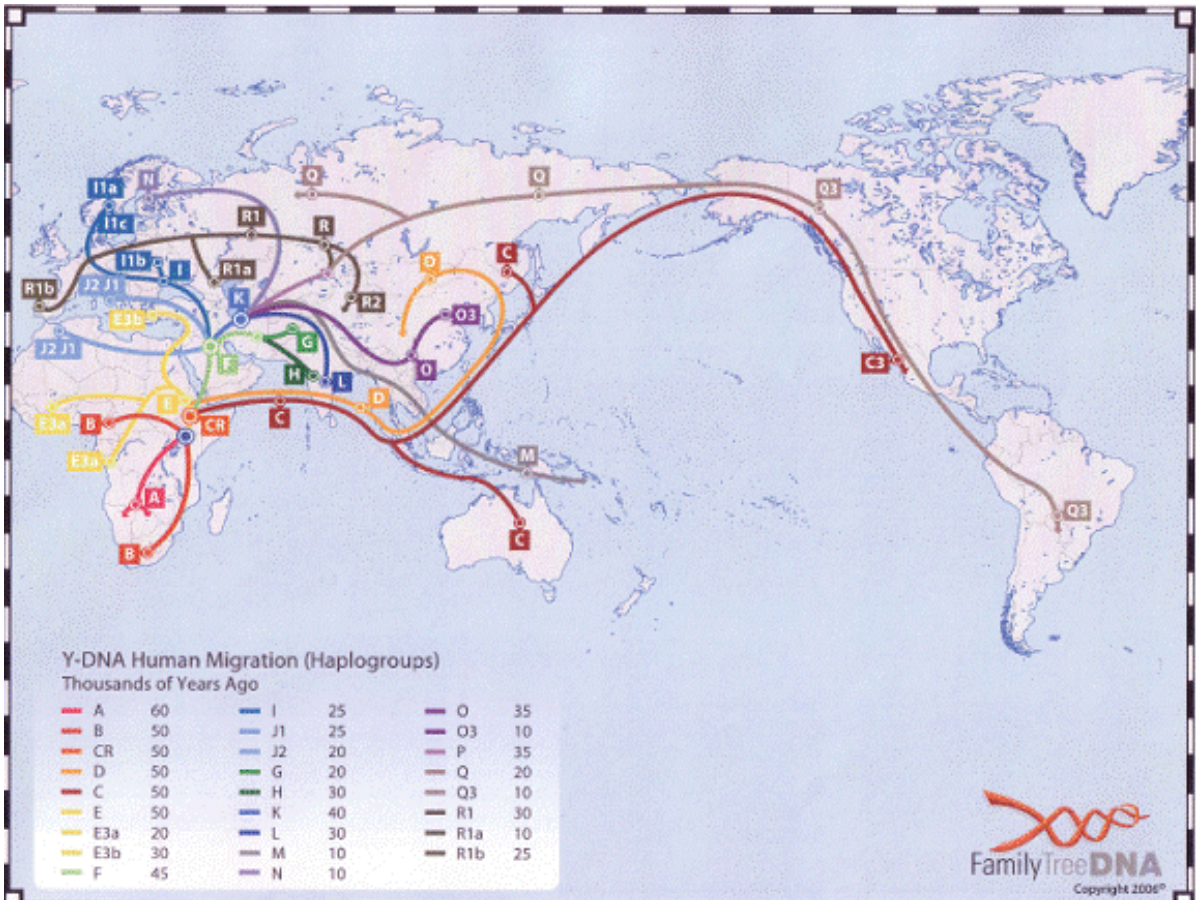 I1a
N
Q
Q
Q3
I1c
R1
R
C
I1b
I
R1a
D
R1b
J2 J1
K
R2
E3b
O3
J2 J1
F
G
O
C3
H
L
E
D
E3a
B
CR
C
E3a
M
A
Q3
B
C
Y-DNA Human Migration (Haplogroups)
Thousands of Years Ago
A 60 I 25 O 35
B 50 J1 25 O3 10
CR 50 J2 20 P 35
D 50 G 20 Q 20
C 50 H 30 Q3 10
E 50 K 40 R1 30
E3a 20 L 30 R1a 10
E3b 30 M 10 R1b 25
F 45 N 10
FamilyTreeDNA
Copyright 2006©